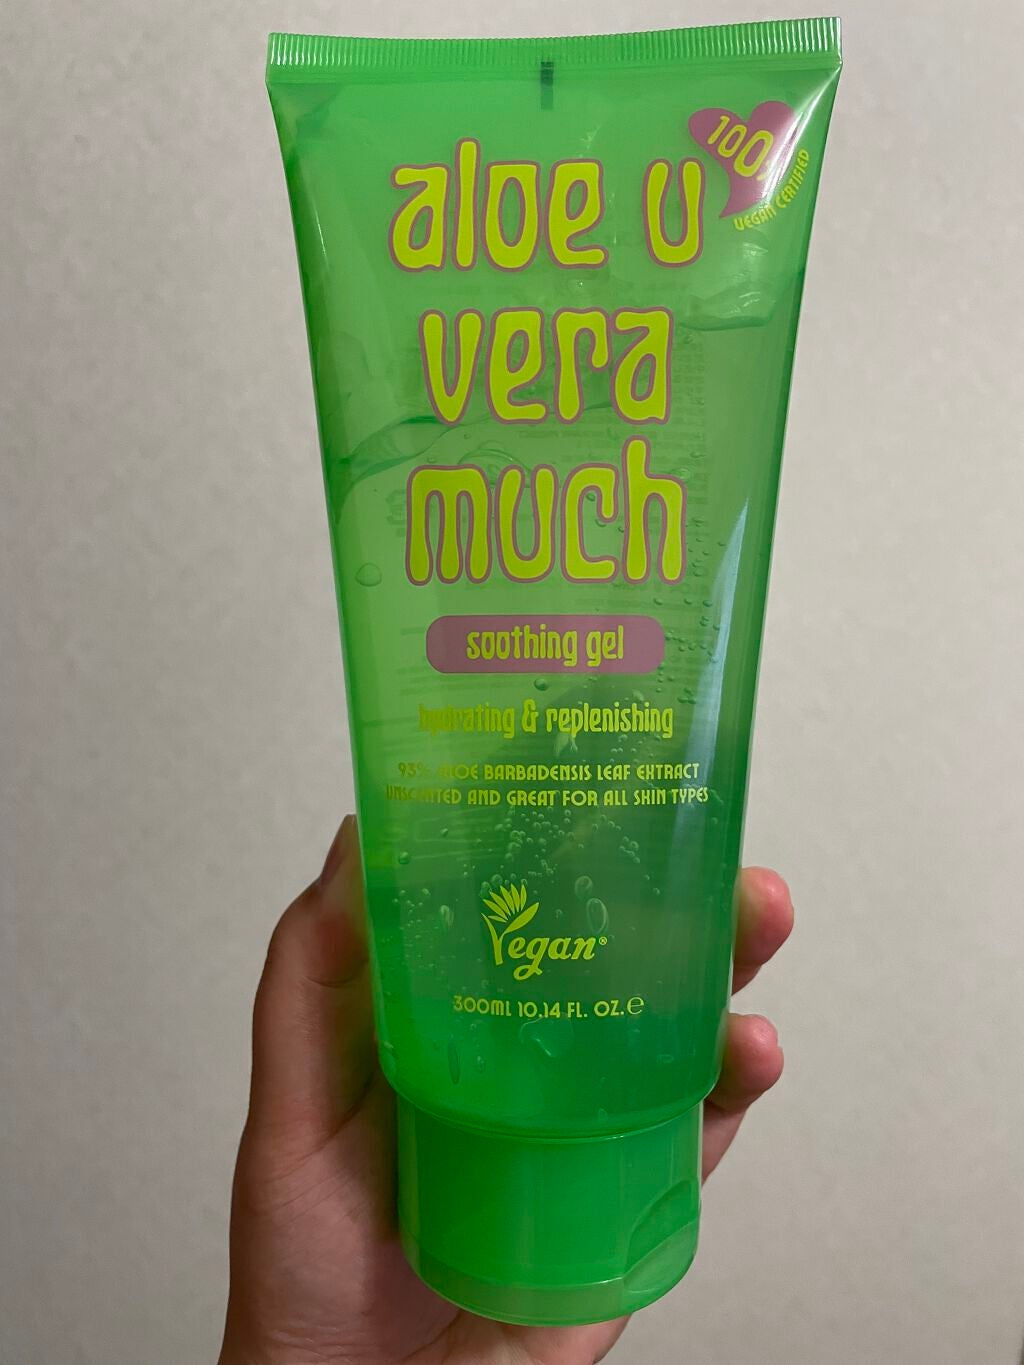 100%
VEGAN CERTIFIED
aloe u
vera
much
soothing gel
hydrating & replenishing
93% ALOE BARBADENSIS LEAF EXTRACT
UNSCENTED AND GREAT FOR ALL SKIN TYPES
Vegan®
300ML 10.14 FL. OZ. ℮